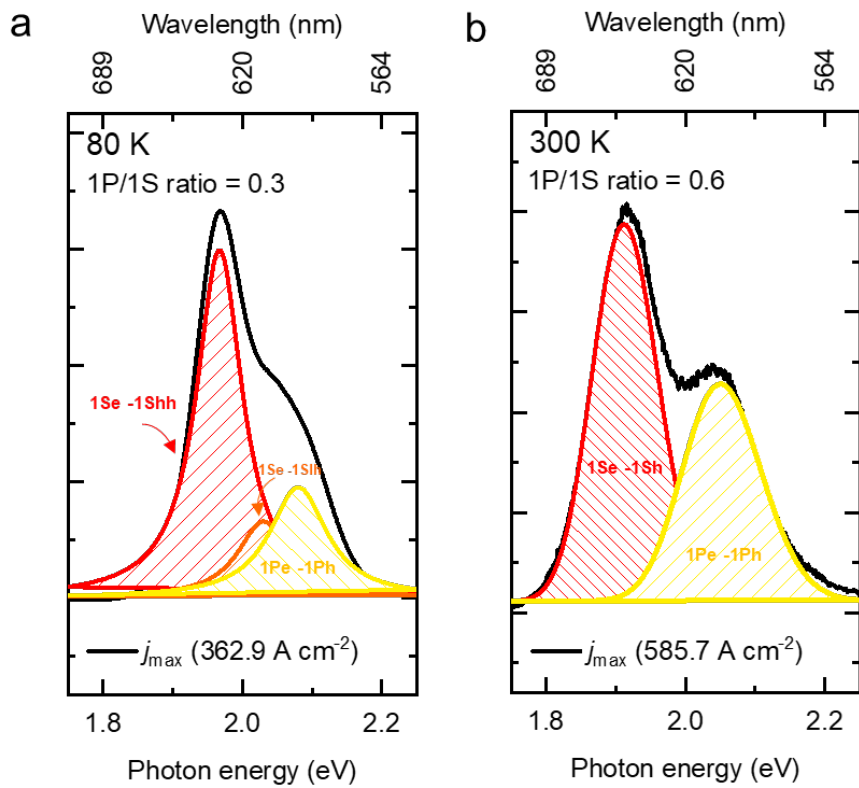 a
Wavelength (nm)
689 620 564
80 K
1P/1S ratio = 0.3
1Se -1Shh
1Se -1Slh
1Pe -1Ph
jmax (362.9 A cm-2)
1.8 2.0 2.2
Photon energy (eV)
b
Wavelength (nm)
689 620 564
300 K
1P/1S ratio = 0.6
1Se -1Sh
1Pe -1Ph
jmax (585.7 A cm-2)
1.8 2.0 2.2
Photon energy (eV)